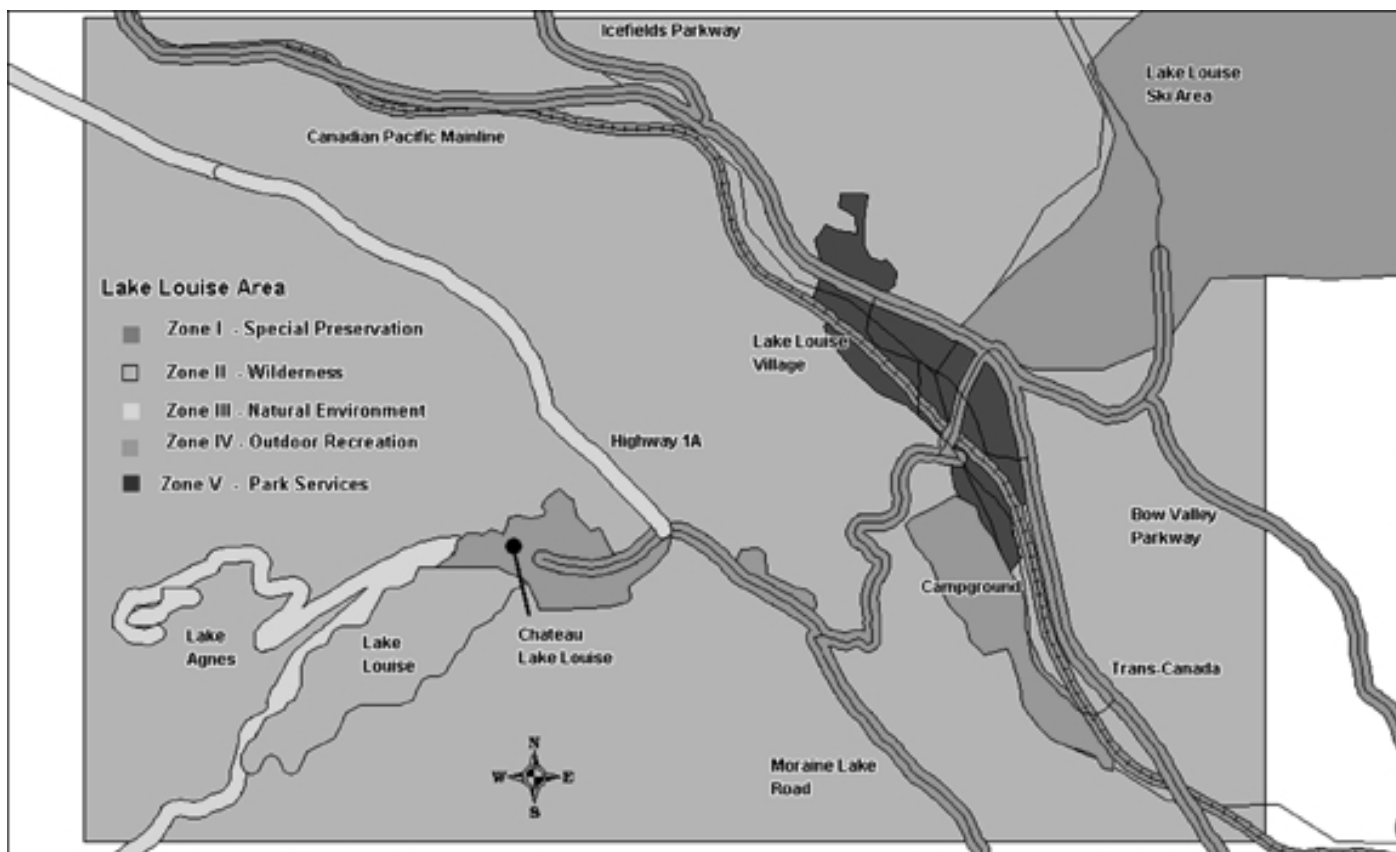 Icefields Parkway
Lake Louise
Ski Area
Canadian Pacific Mainline
Lake Louise Area
Zone I - Special Preservation
Zone II - Wilderness
Zone III - Natural Environment
Zone IV - Outdoor Recreation
Zone V - Park Services
Lake Louise
Village
Highway 1A
Bow Valley
Parkway
Campground
Lake
Agnes
Lake
Louise
Chateau
Lake Louise
Trans-Canada
Moraine Lake
Road
N
W E
S